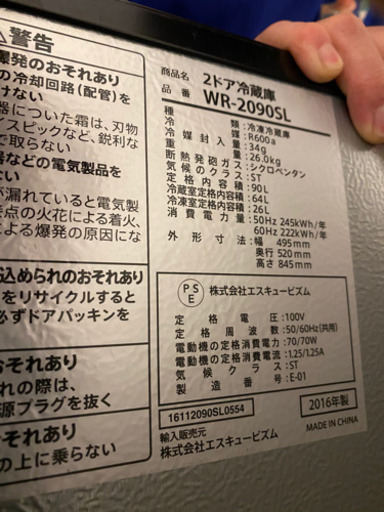 警告
爆発のおそれあり
の冷却回路(配管)を
けない
器についた霜は、刃物
イスピックなど、鋭利な
で取らない
器などの電気製品を
ない
が漏れていると電気製
接点の火花による着火、
による爆発の原因にな
込められのおそれあり
をリサイクルすると
必ずドアパッキンを
それあり
れの際は、
源プラグを抜く
それあり
の上に乗らない
商品名:2ドア冷蔵庫
品番:WR-2090SL
種類:冷凍冷蔵庫
冷媒:R600a
冷媒封入量:34g
重量:26.0kg
断熱発砲ガス:シクロペンタン
気候のクラス:ST
定格内容積:90L
冷蔵室定格内容積:64L
冷凍室定格内容積:26L
消費電力量:50Hz 245kWh/年
60Hz 222kWh/年
外形寸法:幅 495mm
奥行 520mm
高さ 845mm
PSE 株式会社エスキュービズム
定格電圧:100V
定格周波数:50/60Hz(共用)
電動機の定格消費電力:70/70W
電動機の定格消費電流:1.25/1.25A
気候クラス:ST
製造番号:E-01
16112090SL0554
2016年製
輸入販売元
MADE IN CHINA
株式会社エスキュービズム